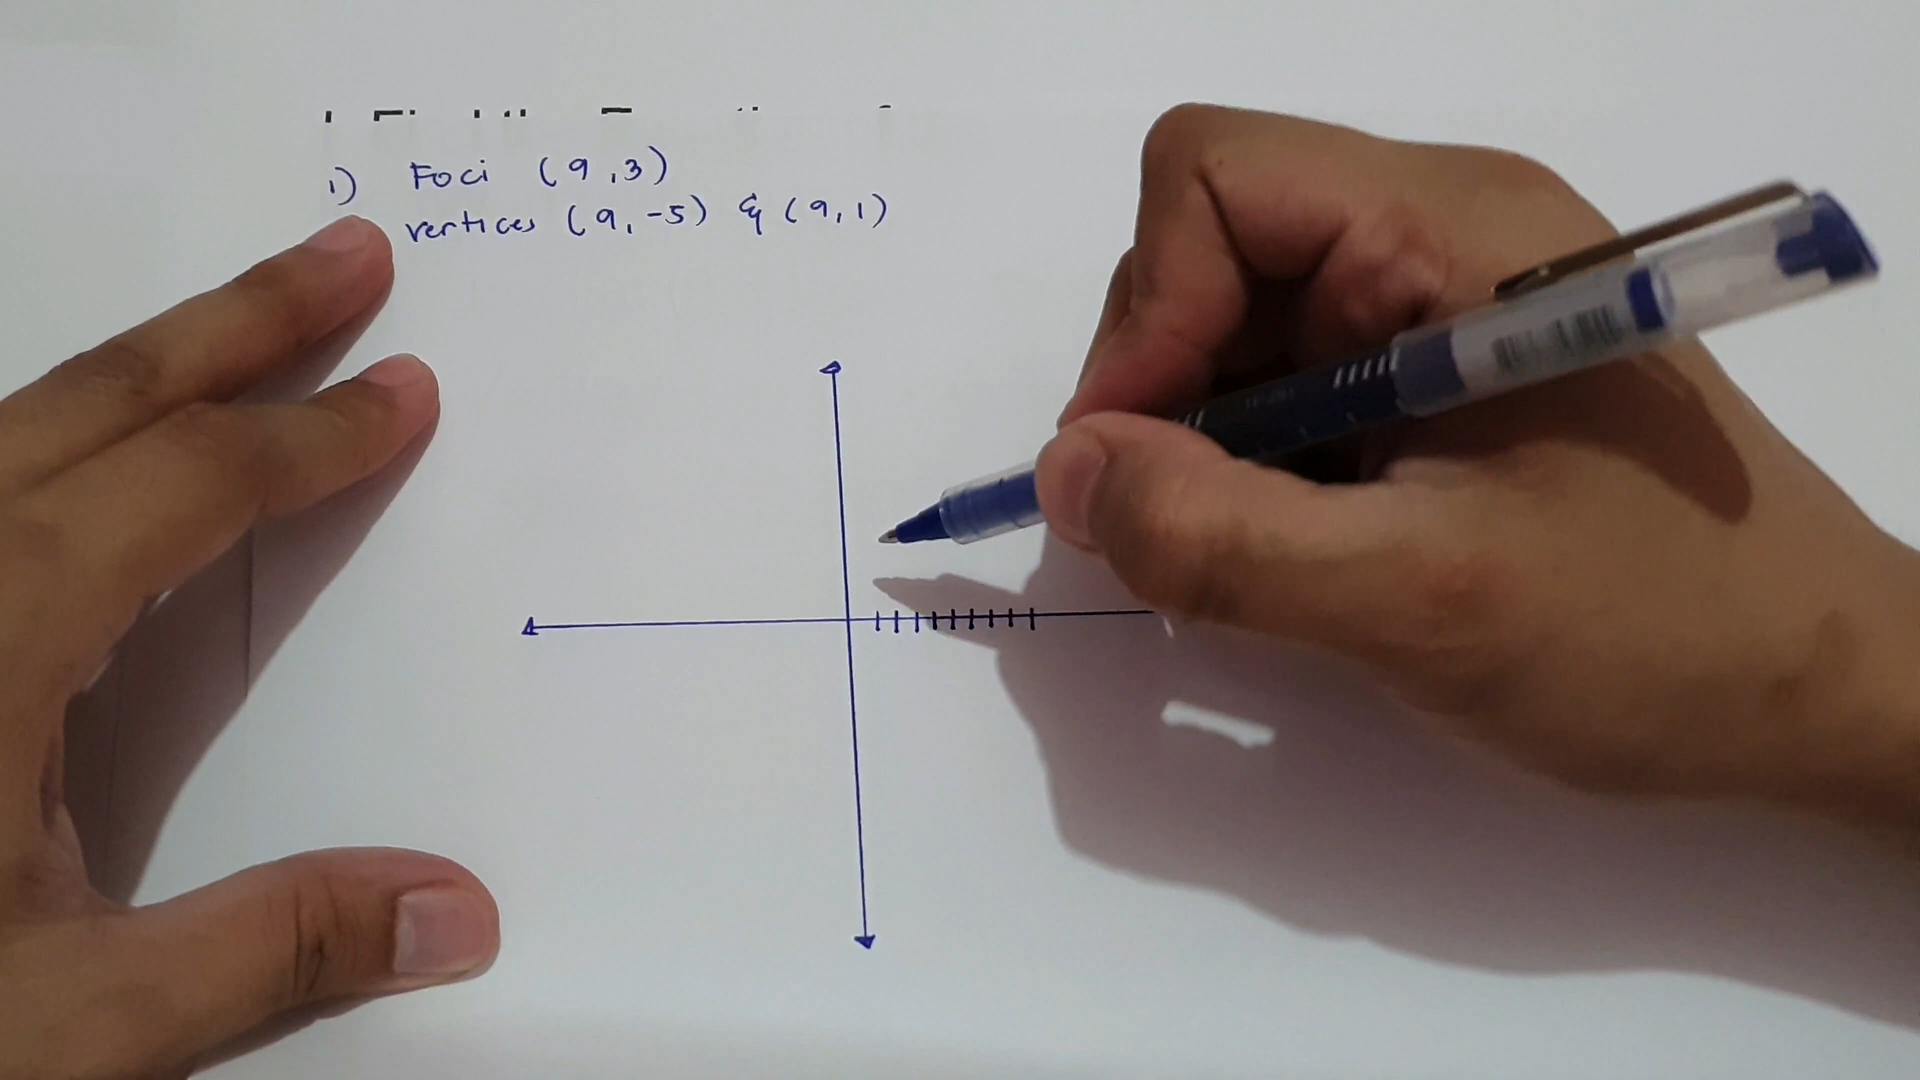 1) Foci (9,3)
vertices (9,-5) & (9,1)